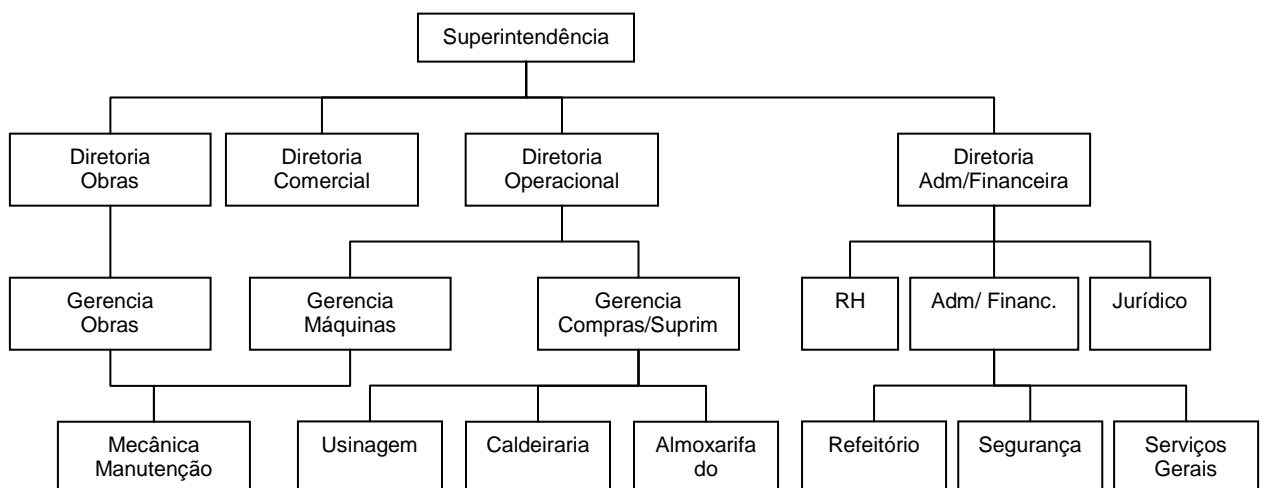 Superintendência
Diretoria
Obras
Diretoria
Comercial
Diretoria
Operacional
Diretoria
Adm/Financeira
Gerencia
Obras
Gerencia
Máquinas
Gerencia
Compras/Suprim
RH
Adm/ Financ.
Jurídico
Mecânica
Manutenção
Usinagem
Caldeiraria
Almoxarifa
do
Refeitório
Segurança
Serviços
Gerais